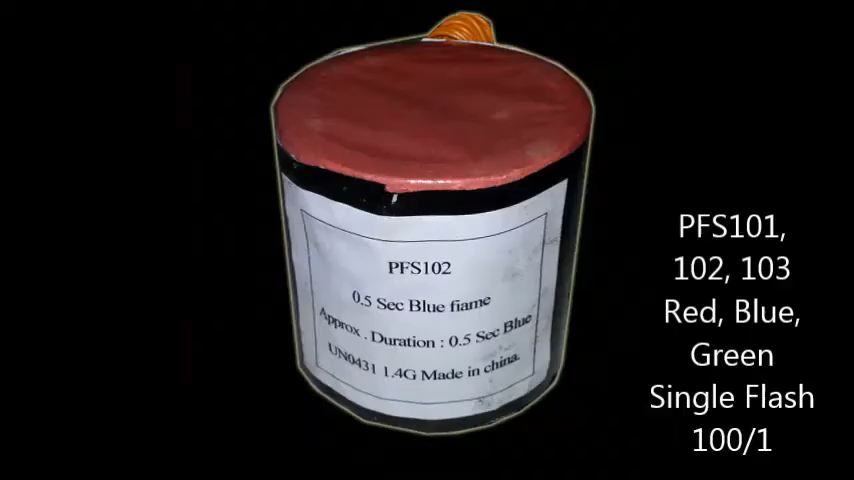 PFS102
0.5 Sec Blue fiame
Approx . Duration : 0.5 Sec Blue
UN0431 1.4G Made in china.
PFS101,
102, 103
Red, Blue,
Green
Single Flash
100/1